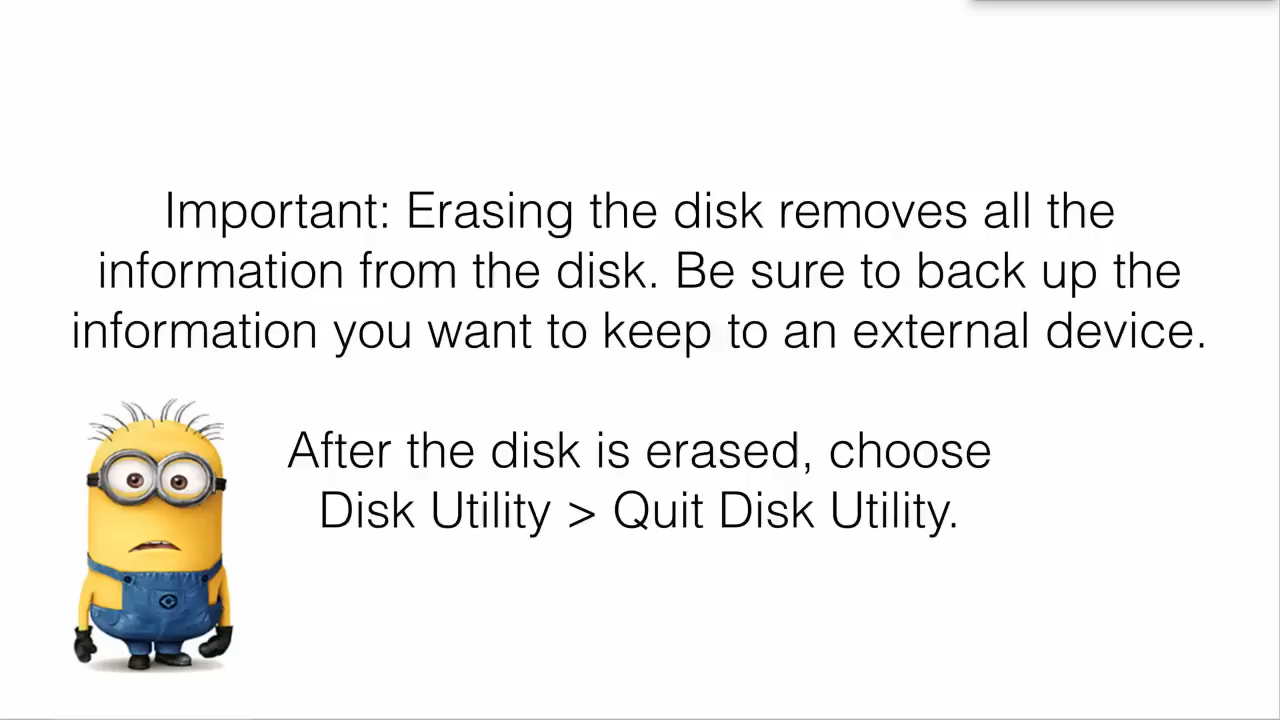 Important: Erasing the disk removes all the
information from the disk. Be sure to back up the
information you want to keep to an external device.
After the disk is erased, choose
Disk Utility > Quit Disk Utility.